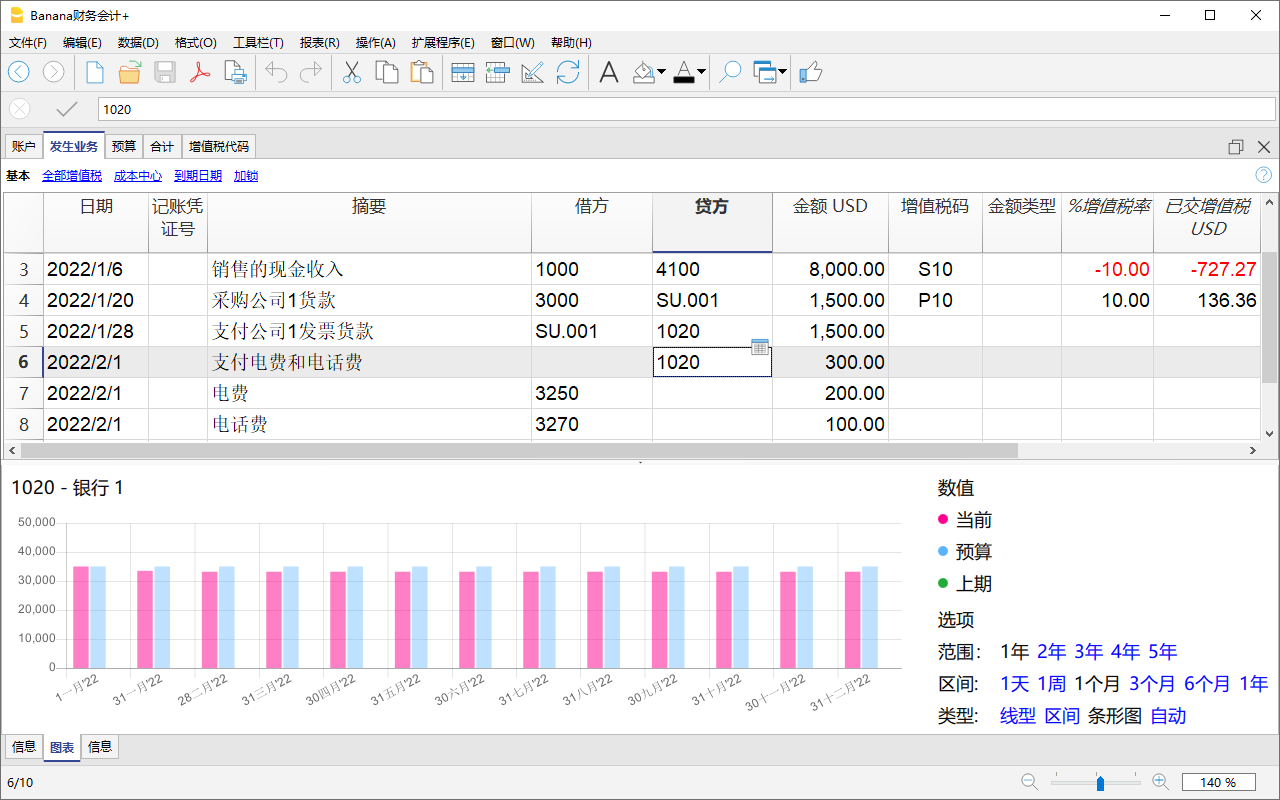 Banana财务会计+
文件(F) 编辑(E) 数据(D) 格式(O) 工具栏(T) 报表(R) 操作(A) 扩展程序(E) 窗口(W) 帮助(H)
1020
账户 发生业务 预算 合计 增值税代码
基本 全部增值税 成本中心 到期日期 加锁
日期 记账凭证号 摘要 借方 贷方 金额 USD 增值税码 金额类型 %增值税率 已交增值税 USD
3 2022/1/6 销售的现金收入 1000 4100 8,000.00 S10 -10.00 -727.27
4 2022/1/20 采购公司1货款 3000 SU.001 1,500.00 P10 10.00 136.36
5 2022/1/28 支付公司1发票货款 SU.001 1020 1,500.00
6 2022/2/1 支付电费和电话费 1020 300.00
7 2022/2/1 电费 3250 200.00
8 2022/2/1 电话费 3270 100.00
1020 - 银行 1
50,000
40,000
30,000
20,000
10,000
0
1一月'22 31一月'22 28二月'22 31三月'22 30四月'22 31五月'22 30六月'22 31七月'22 31八月'22 30九月'22 31十月'22 30十一月'22 31十二月'22
数值
当前
预算
上期
选项
范围： 1年 2年 3年 4年 5年
区间: 1天 1周 1个月 3个月 6个月 1年
类型: 线型 区间 条形图 自动
信息 图表 信息
6/10 140 %